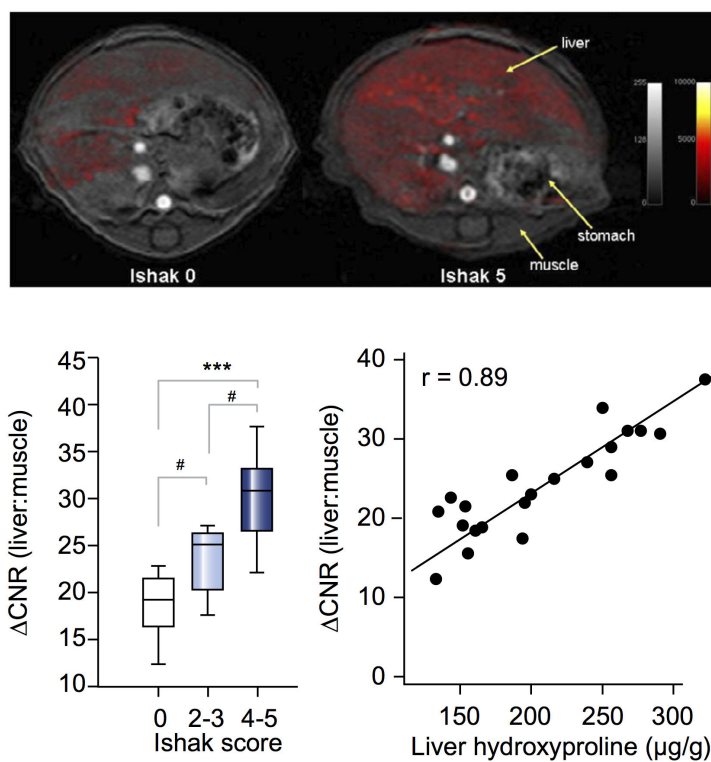 liver
255
10000
128
5000
0
0
stomach
muscle
Ishak 0
Ishak 5
45
40
35
30
25
20
15
10
ΔCNR (liver:muscle)
***
#
#
0 2-3 4-5
Ishak score
40
30
20
10
0
ΔCNR (liver:muscle)
r = 0.89
150 200 250 300
Liver hydroxyproline (µg/g)